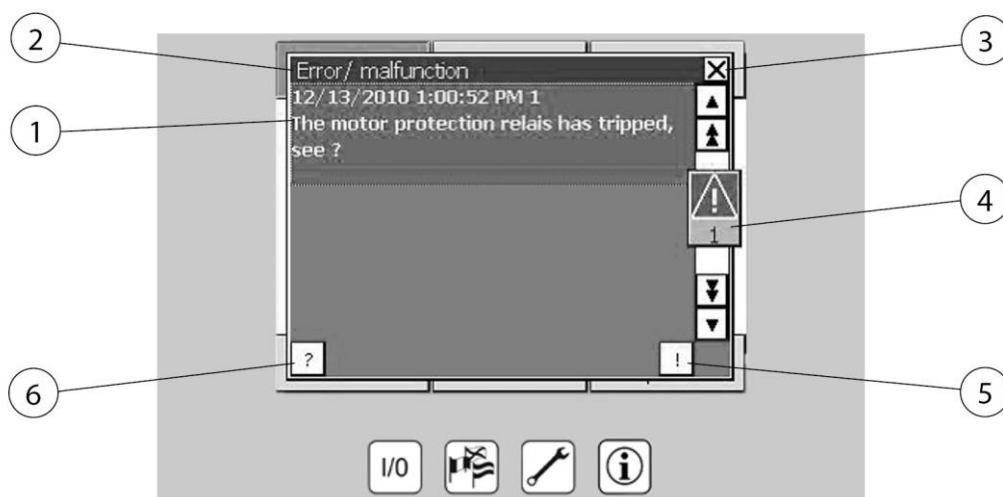 2
3
Error/ malfunction
12/13/2010 1:00:52 PM 1
1
The motor protection relais has tripped,
see ?
4
1
?
!
6
5
I/O